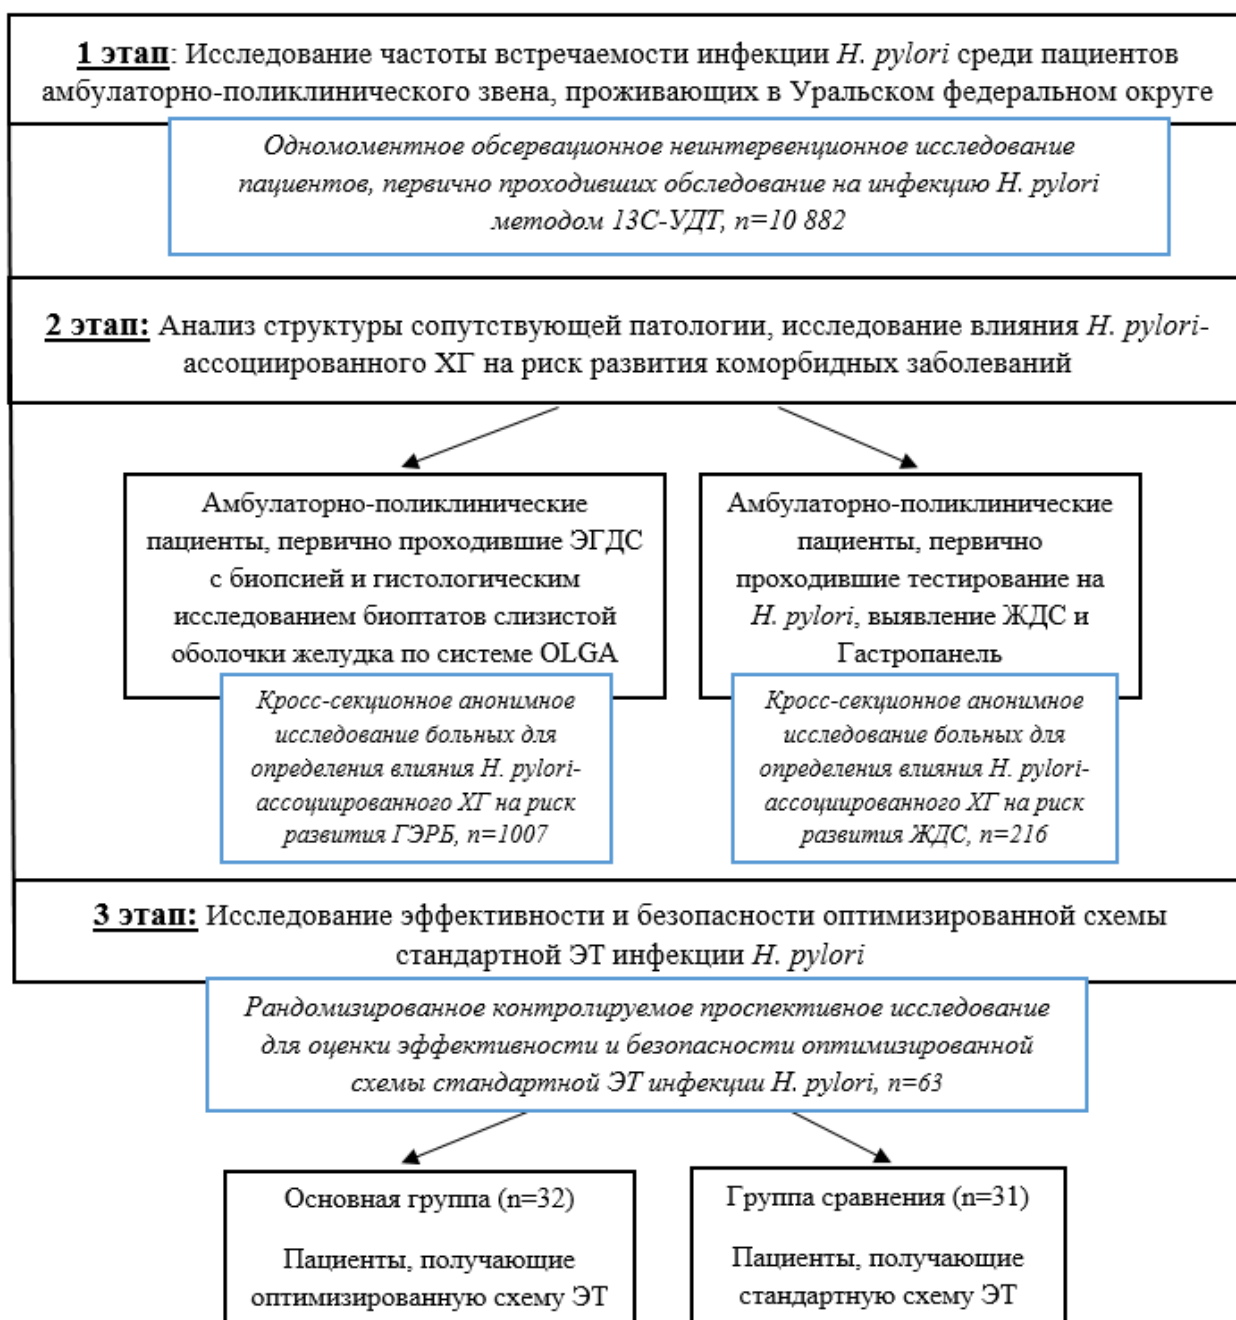 1 этап: Исследование частоты встречаемости инфекции H. pylori среди пациентов
амбулаторно-поликлинического звена, проживающих в Уральском федеральном округе
Одномоментное обсервационное неинтервенционное исследование
пациентов, первично проходивших обследование на инфекцию H. pylori
методом 13С-УДТ, n=10 882
2 этап: Анализ структуры сопутствующей патологии, исследование влияния H. pylori-
ассоциированного ХГ на риск развития коморбидных заболеваний
Амбулаторно-поликлинические
пациенты, первично проходившие ЭГДС
с биопсией и гистологическим
исследованием биоптатов слизистой
оболочки желудка по системе OLGA
Кросс-секционное анонимное
исследование больных для
определения влияния H. pylori-
ассоциированного ХГ на риск
развития ГЭРБ, n=1007
Амбулаторно-поликлинические
пациенты, первично
проходившие тестирование на
H. pylori, выявление ЖДС и
Гастропанель
Кросс-секционное анонимное
исследование больных для
определения влияния H. pylori-
ассоциированного ХГ на риск
развития ЖДС, n=216
3 этап: Исследование эффективности и безопасности оптимизированной схемы
стандартной ЭТ инфекции H. pylori
Рандомизированное контролируемое проспективное исследование
для оценки эффективности и безопасности оптимизированной
схемы стандартной ЭТ инфекции H. pylori, n=63
Основная группа (n=32)
Пациенты, получающие
оптимизированную схему ЭТ
Группа сравнения (n=31)
Пациенты, получающие
стандартную схему ЭТ